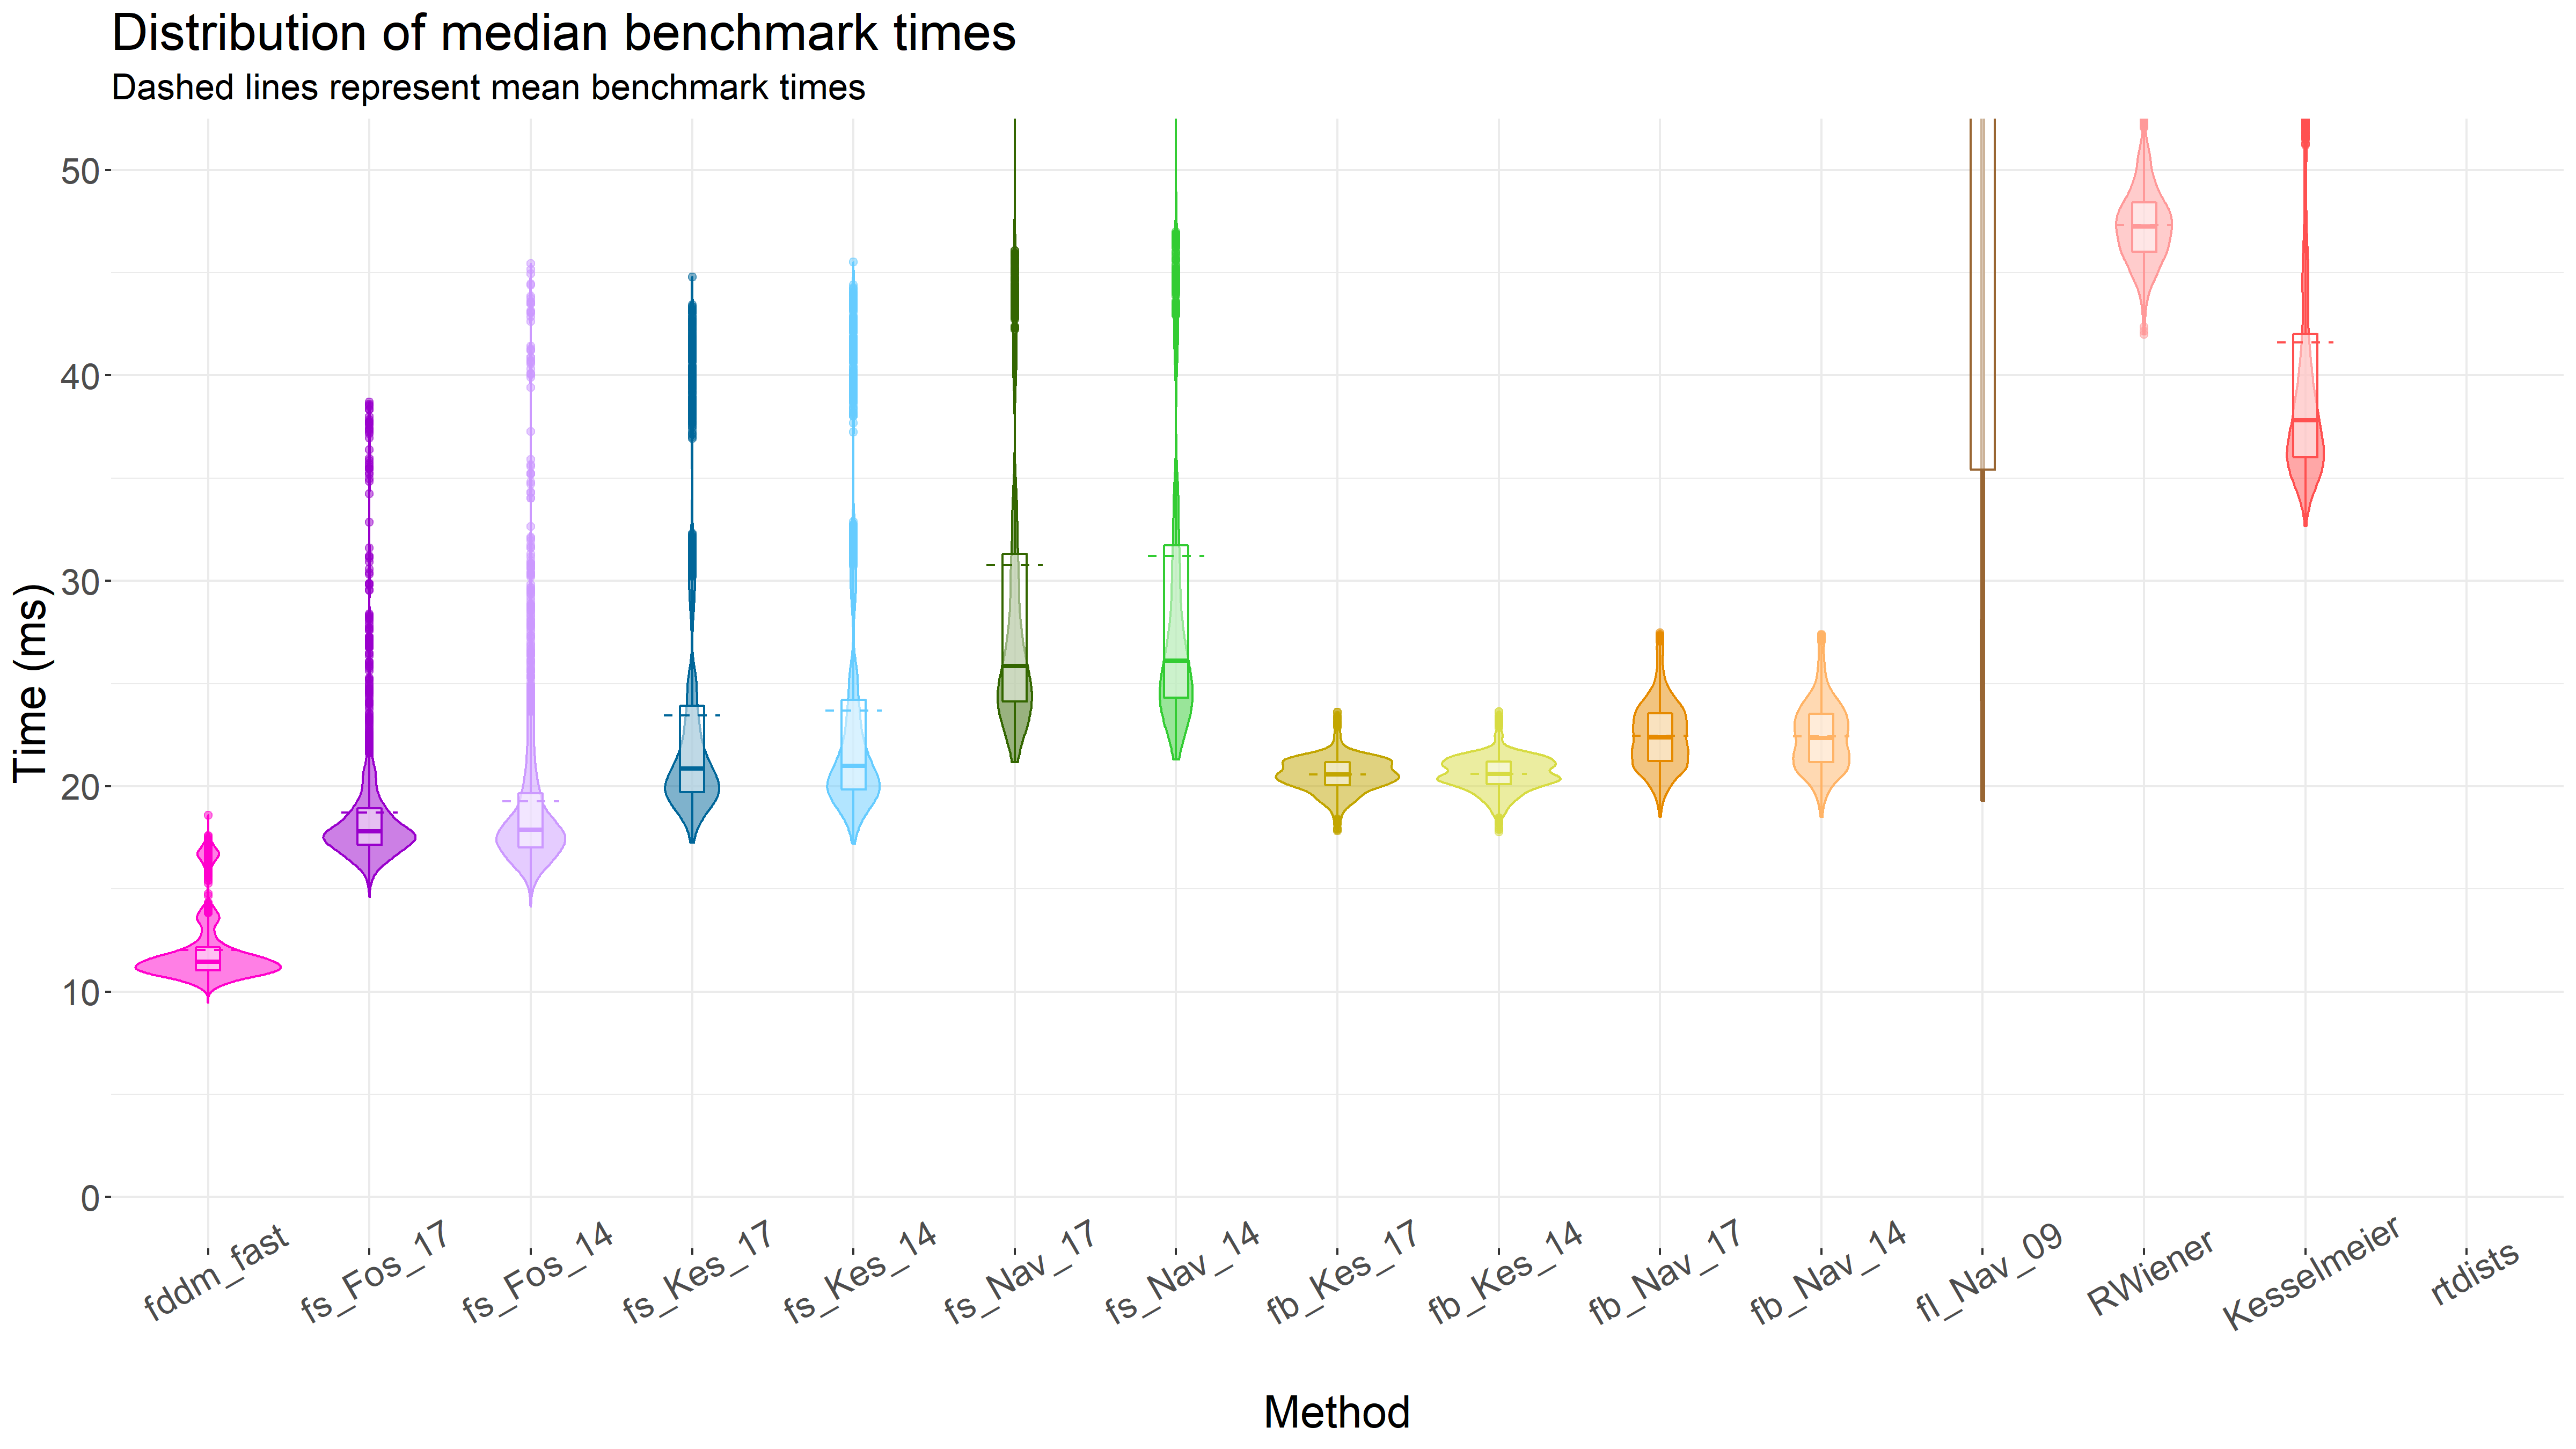 Distribution of median benchmark times
Dashed lines represent mean benchmark times
50
40
30
20
10
0
Time (ms)
fddm_fast
fs_Fos_17
fs_Fos_14
fs_Kes_17
fs_Kes_14
fs_Nav_17
fs_Nav_14
fb_Kes_17
fb_Kes_14
fb_Nav_17
fb_Nav_14
fl_Nav_09
RWiener
Kesselmeier
rtdists
Method